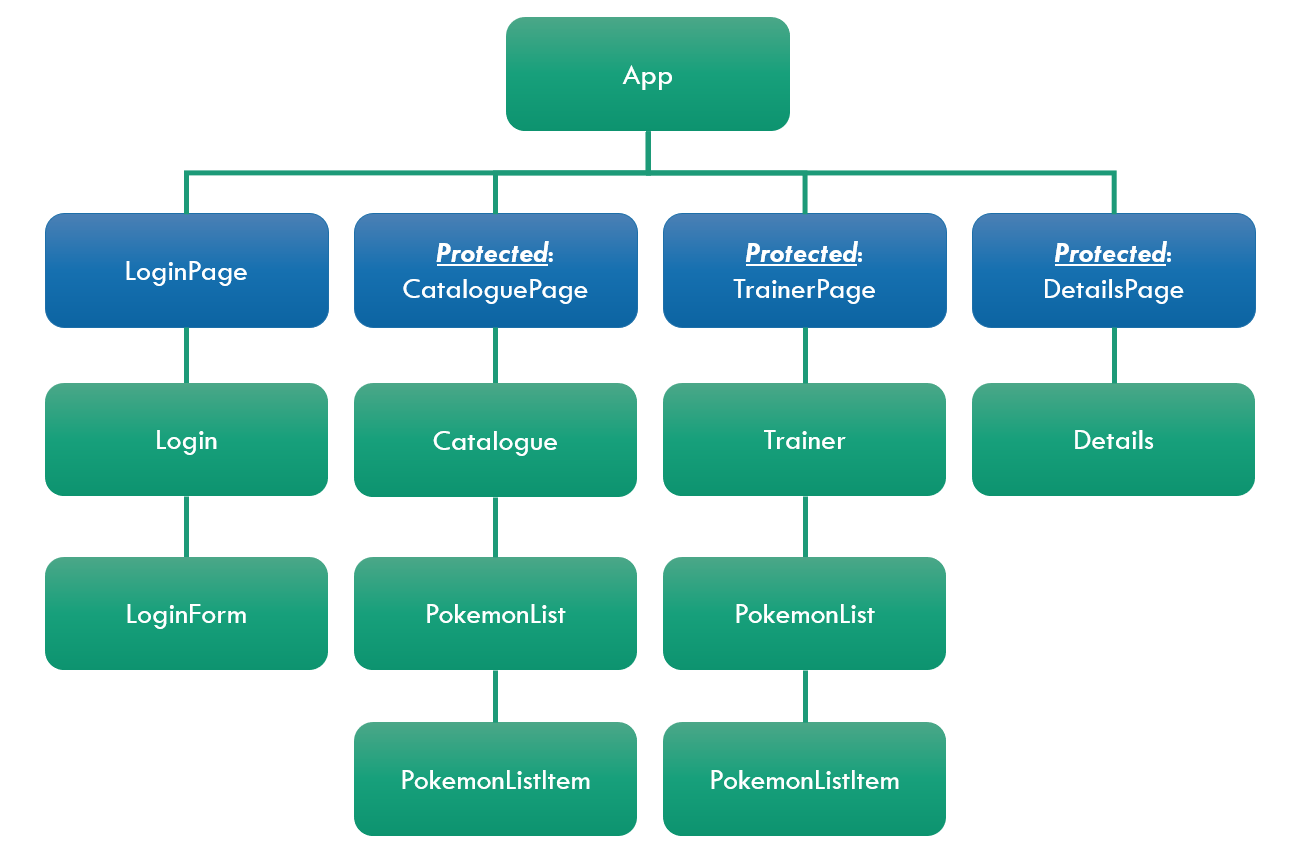 App
LoginPage
Protected:
CataloguePage
Protected:
TrainerPage
Protected:
DetailsPage
Login
Catalogue
Trainer
Details
LoginForm
PokemonList
PokemonList
PokemonListItem
PokemonListItem